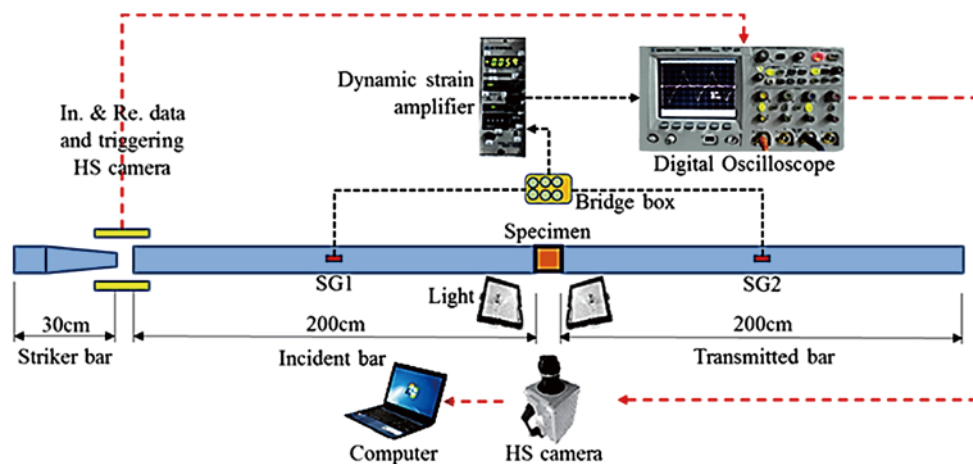 In. & Re. data
and triggering
HS camera
Dynamic strain
amplifier
Digital Oscilloscope
Bridge box
Specimen
SG1
SG2
Light
30cm
200cm
200cm
Striker bar
Incident bar
Transmitted bar
Computer
HS camera